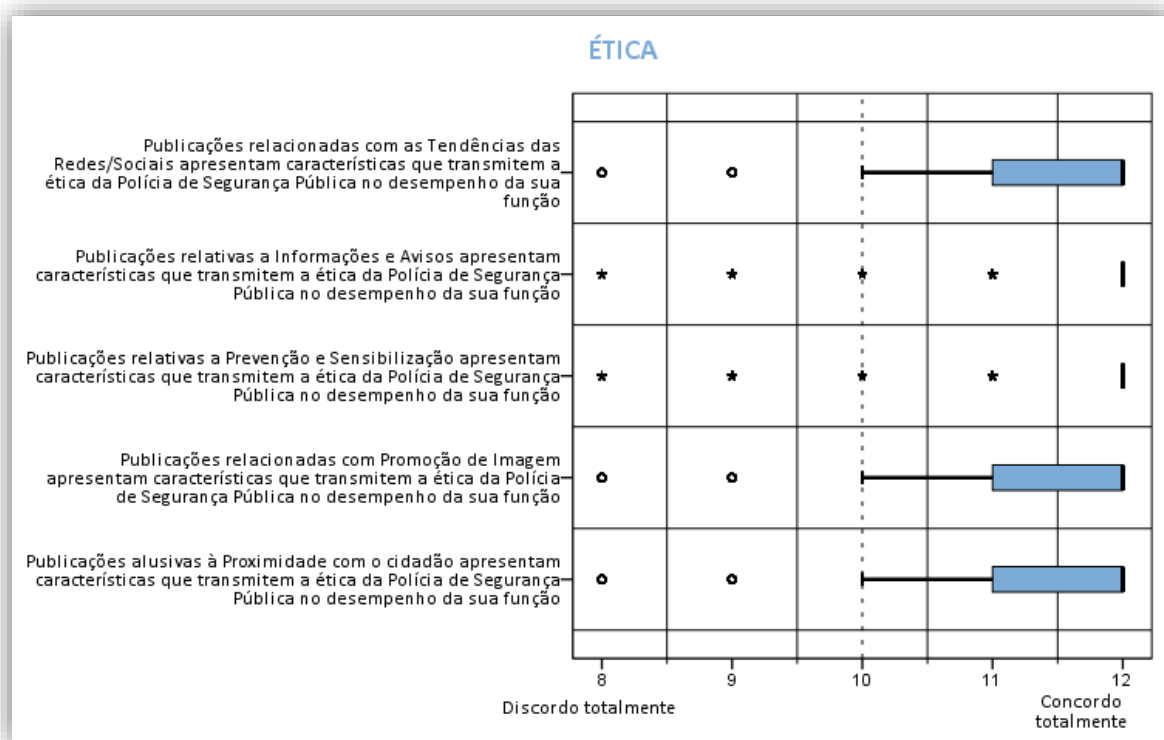 ÉTICA
Publicações relacionadas com as Tendências das
Redes/Sociais apresentam características que transmitem a
ética da Polícia de Segurança Pública no desempenho da sua
função
Publicações relativas a Informações e Avisos apresentam
características que transmitem a ética da Polícia de Segurança
Pública no desempenho da sua função
Publicações relativas a Prevenção e Sensibilização apresentam
características que transmitem a ética da Polícia de Segurança
Pública no desempenho da sua função
Publicações relacionadas com Promoção de Imagem
apresentam características que transmitem a ética da Polícia
de Segurança Pública no desempenho da sua função
Publicações alusivas à Proximidade com o cidadão apresentam
características que transmitem a ética da Polícia de Segurança
Pública no desempenho da sua função
8 9 10 11 12
Discordo totalmente
Concordo
totalmente